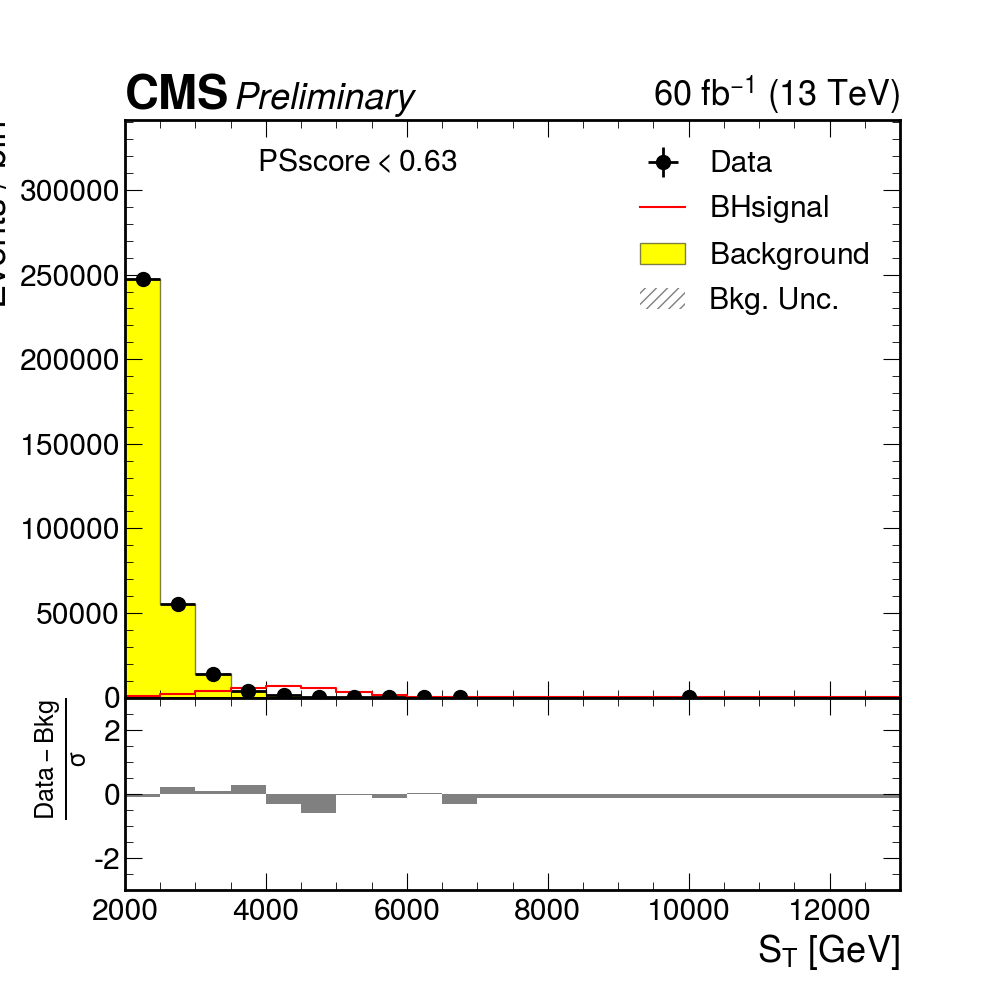 CMS Preliminary
60 fb⁻¹ (13 TeV)
PSscore < 0.63
Data
BHsignal
Background
Bkg. Unc.
300000
250000
200000
150000
100000
50000
0
Data − Bkg
σ
2
0
-2
2000 4000 6000 8000 10000 12000
S_T [GeV]